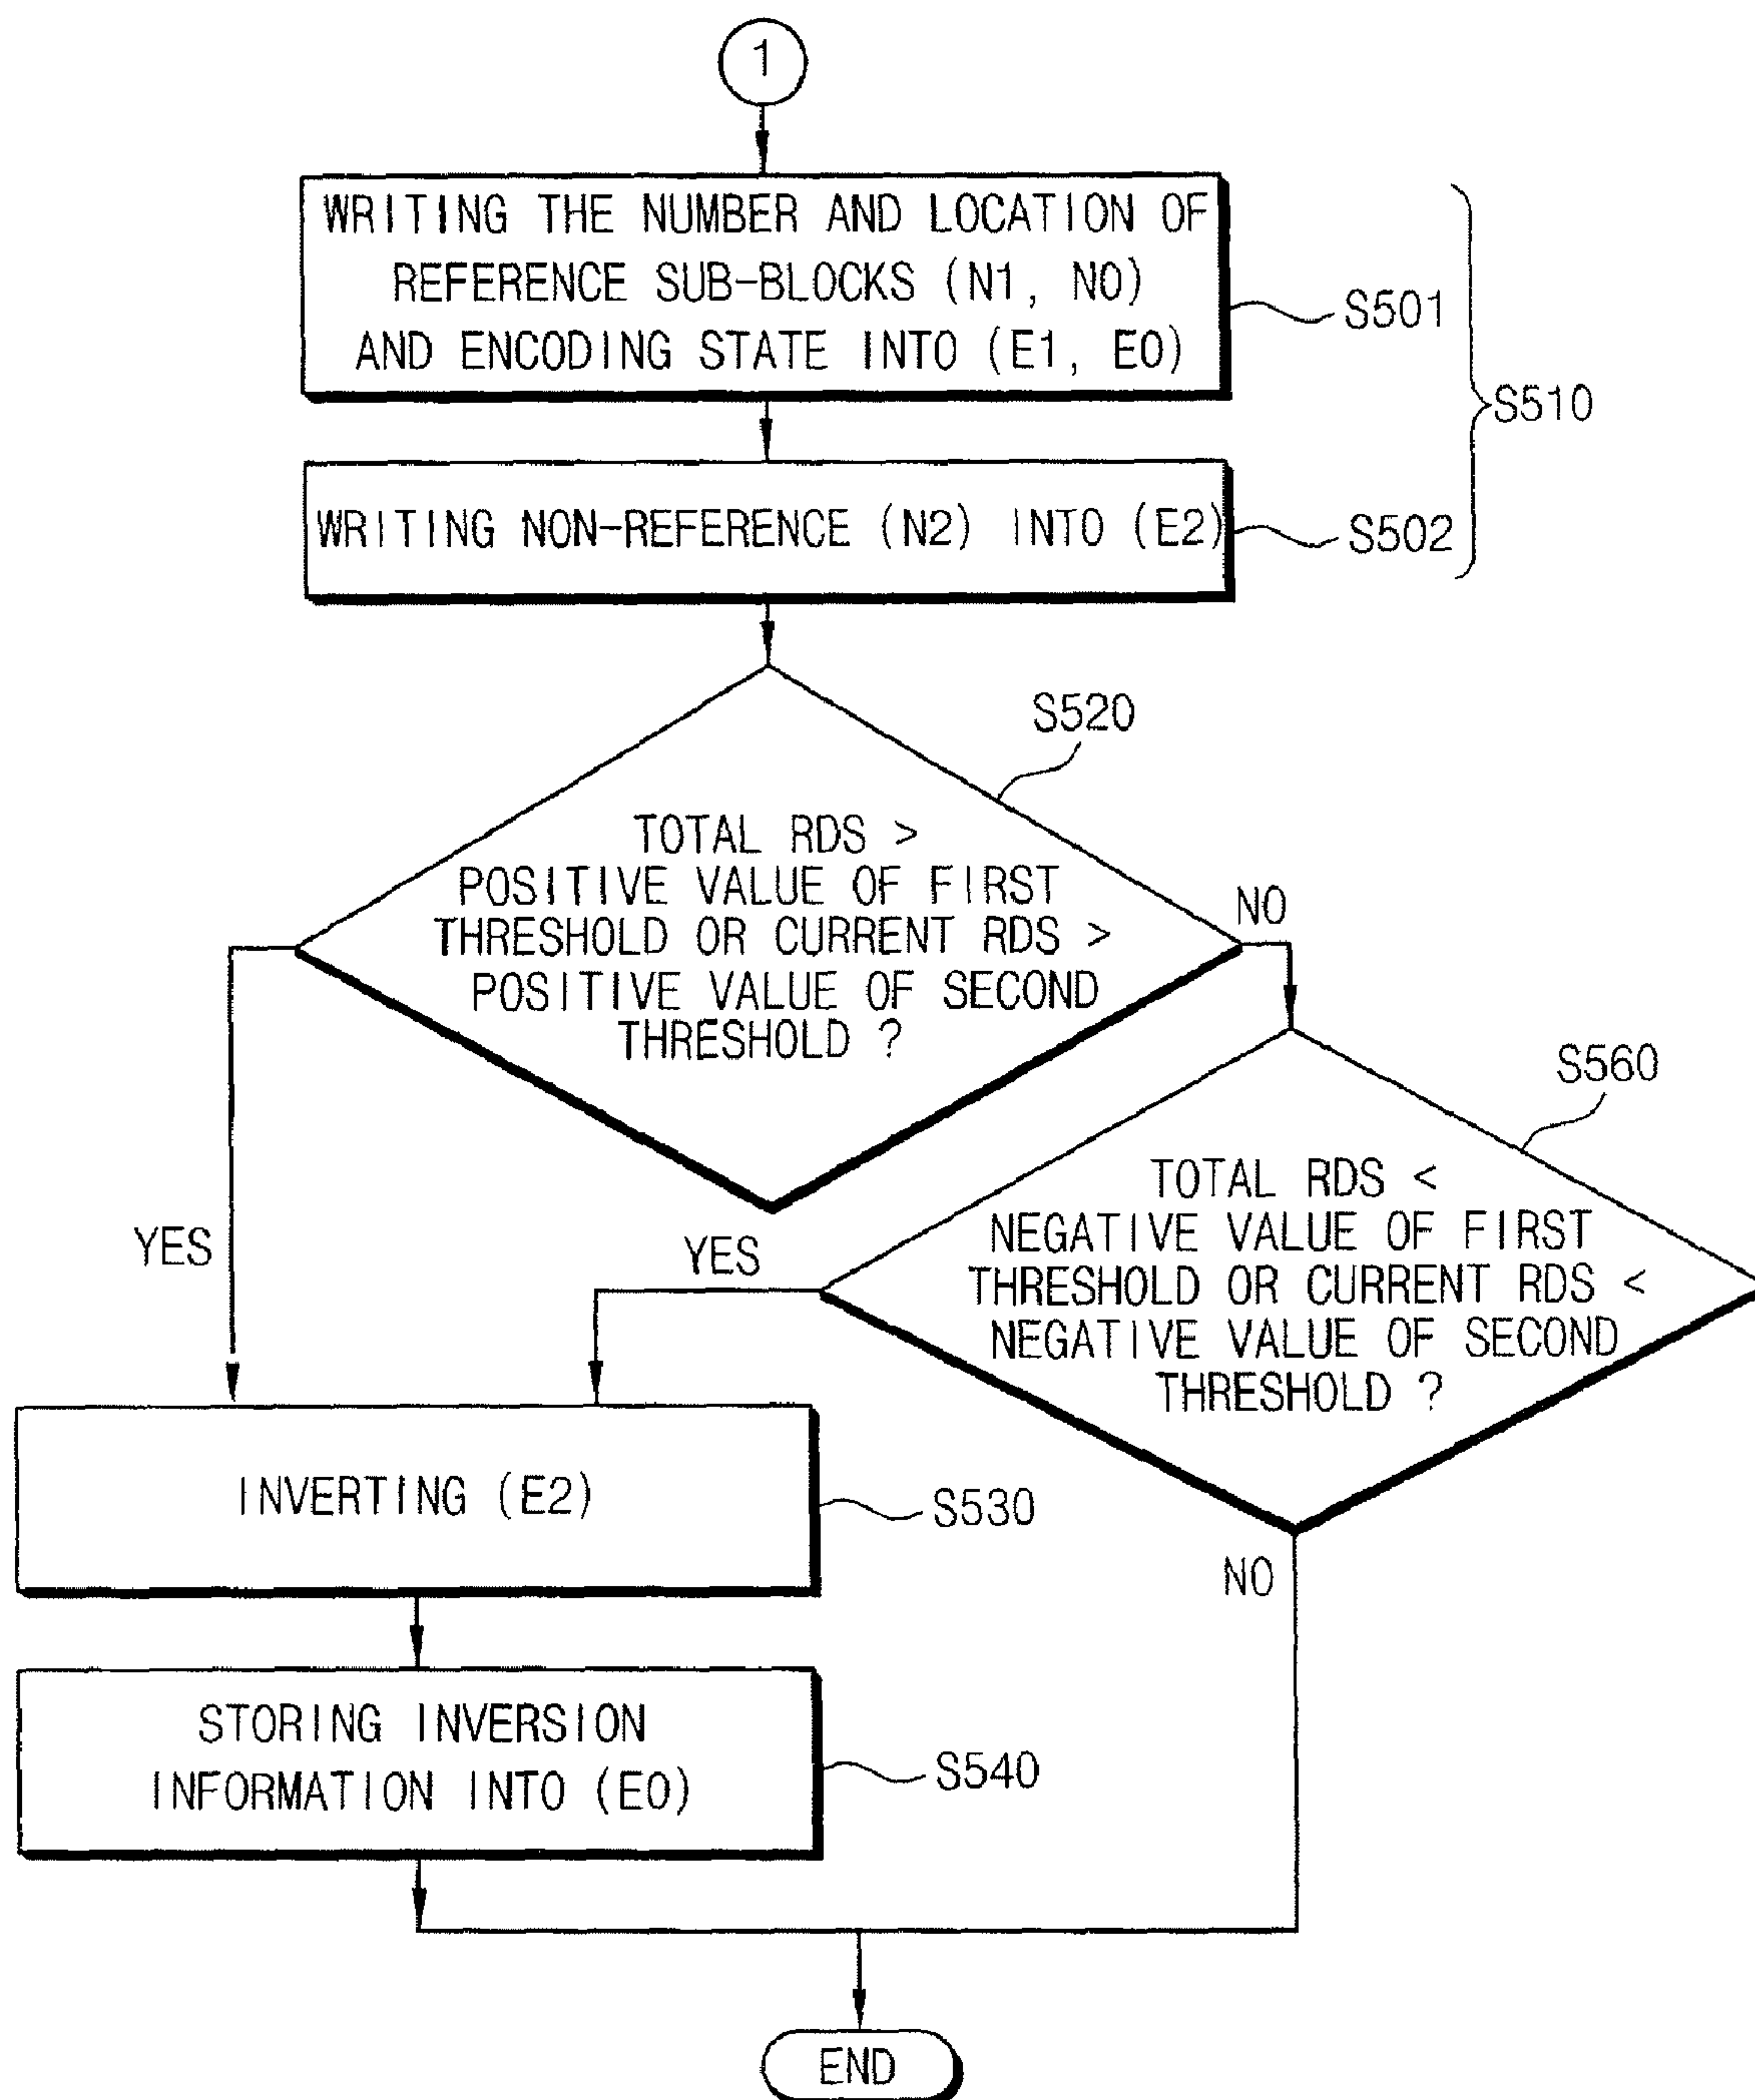 1
WRITING THE NUMBER AND LOCATION OF
REFERENCE SUB-BLOCKS (N1, N0)
AND ENCODING STATE INTO (E1, E0)
S501
S510
WRITING NON-REFERENCE (N2) INTO (E2)
S502
S520
TOTAL RDS >
POSITIVE VALUE OF FIRST
THRESHOLD OR CURRENT RDS >
POSITIVE VALUE OF SECOND
THRESHOLD ?
NO
YES
S560
TOTAL RDS <
NEGATIVE VALUE OF FIRST
THRESHOLD OR CURRENT RDS <
NEGATIVE VALUE OF SECOND
THRESHOLD ?
YES
NO
INVERTING (E2)
S530
STORING INVERSION
INFORMATION INTO (E0)
S540
END